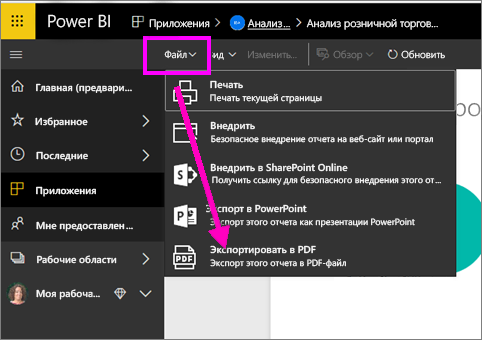 Power BI Приложения > Анализ... > Анализ розничной торгов...
Файл Вид Изменить... Обзор Обновить
Главная (предвари...
Избранное
Последние
Приложения
Мне предоставлен...
Рабочие области
Моя рабоча...
Печать
Печать текущей страницы
Внедрить
Безопасное внедрение отчета на веб-сайт или портал
Внедрить в SharePoint Online
Получить ссылку для безопасного внедрения этого от...
Экспорт в PowerPoint
Экспорт этого отчета как презентации PowerPoint
Экспортировать в PDF
Экспорт этого отчета в PDF-файл